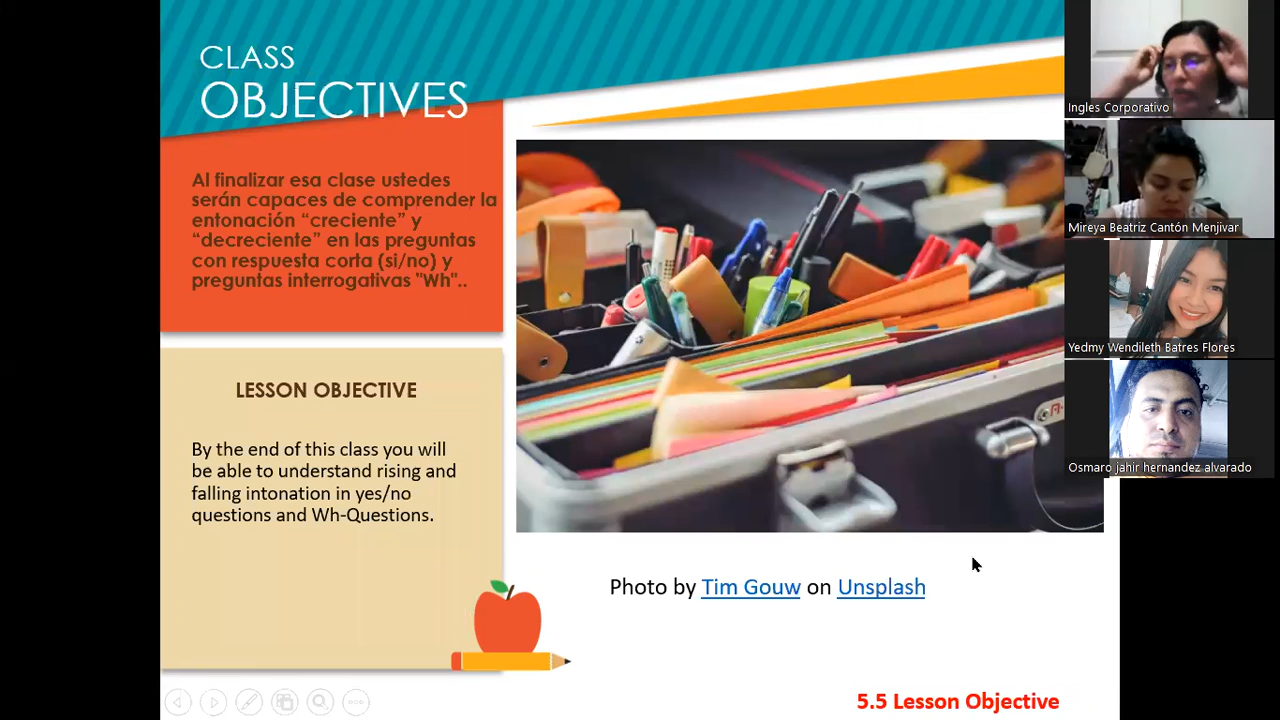 CLASS
OBJECTIVES
Al finalizar esa clase ustedes
serán capaces de comprender la
entonación “creciente” y
“decreciente” en las preguntas
con respuesta corta (si/no) y
preguntas interrogativas "Wh"..
LESSON OBJECTIVE
By the end of this class you will
be able to understand rising and
falling intonation in yes/no
questions and Wh-Questions.
Photo by Tim Gouw on Unsplash
5.5 Lesson Objective
Ingles Corporativo
Mireya Beatriz Cantón Menjivar
Yedmy Wendileth Batres Flores
Osmaro jahir hernandez alvarado